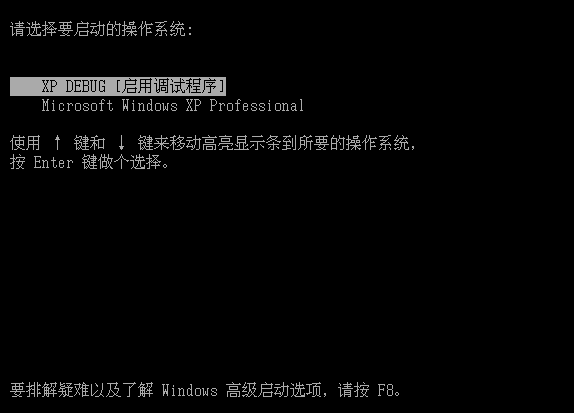 请选择要启动的操作系统:
XP DEBUG [启用调试程序]
Microsoft Windows XP Professional
使用 ↑ 键和 ↓ 键来移动高亮显示条到所要的操作系统,
按 Enter 键做个选择。
要排解疑难以及了解 Windows 高级启动选项, 请按 F8。